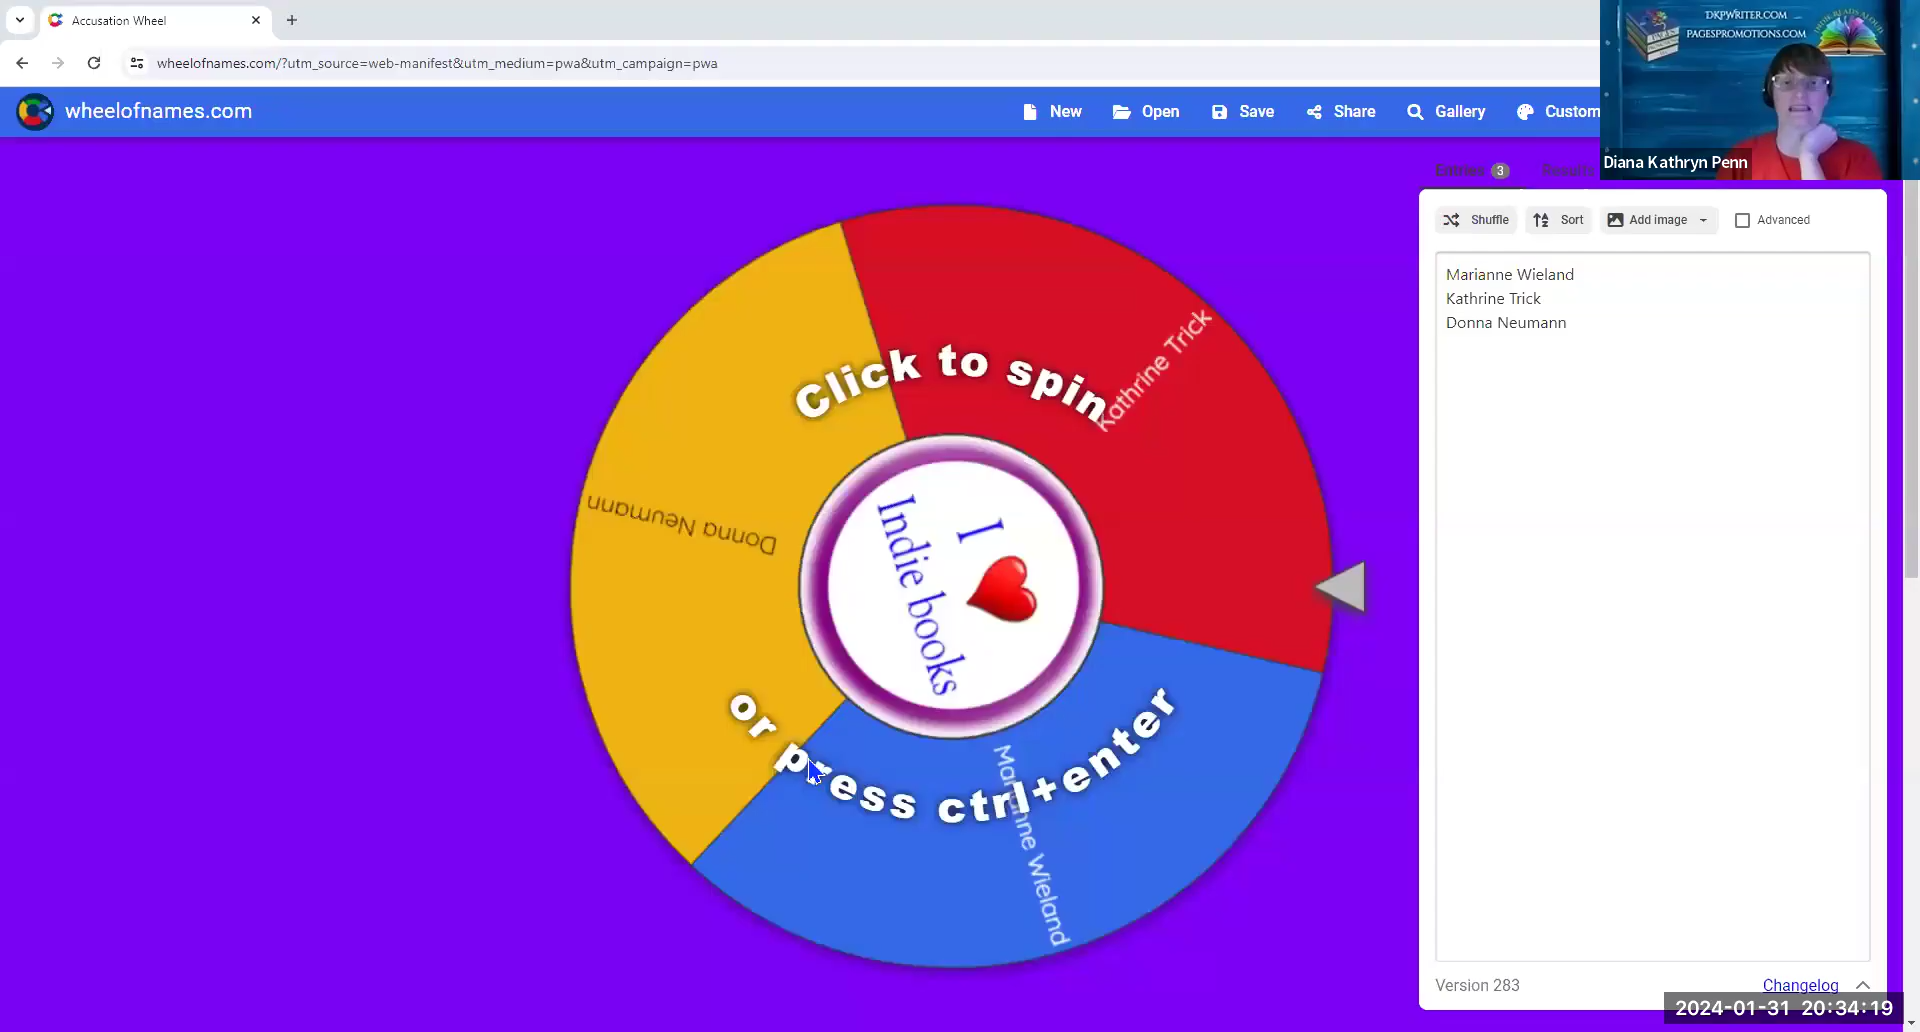 Accusation Wheel
wheelofnames.com/?utm_source=web-manifest&utm_medium=pwa&utm_campaign=pwa
wheelofnames.com
New
Open
Save
Share
Gallery
Custom
DKPWRITER.COM
PAGESPROMOTIONS.COM
INDIE READS ALOUD
Diana Kathryn Penn
Entries 3
Results
Shuffle
Sort
Add image
Advanced
Marianne Wieland
Kathrine Trick
Donna Neumann
Click to spin
Kathrine Trick
Donna Neumann
I
Indie books
or press ctrl+enter
Marianne Wieland
Version 283
Changelog
2024-01-31 20:34:19